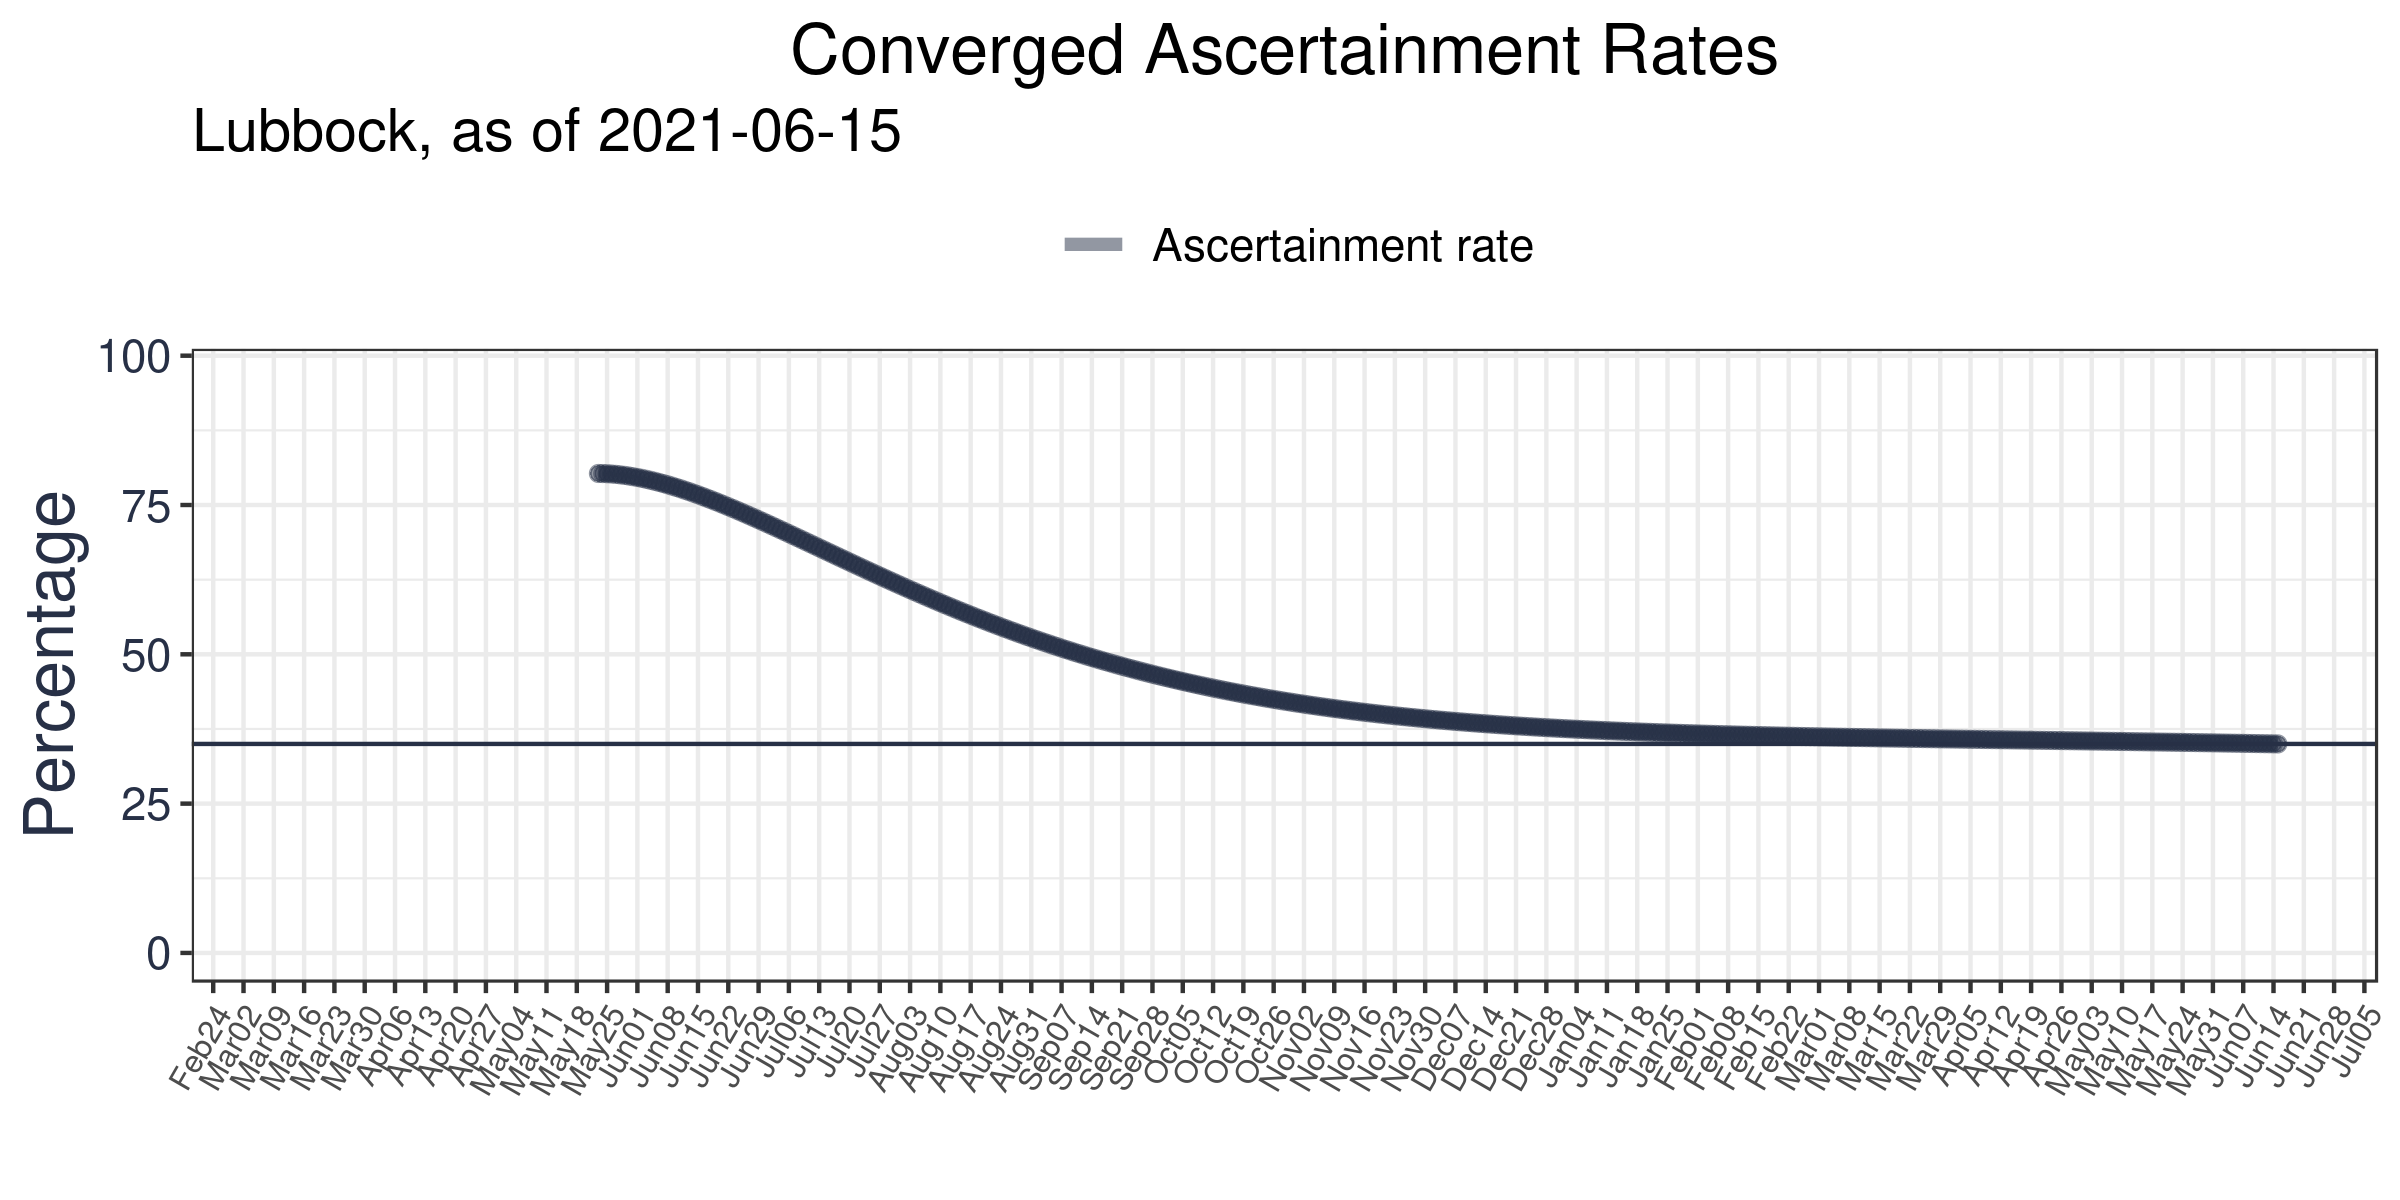 Converged Ascertainment Rates
Lubbock, as of 2021-06-15
Ascertainment rate
Percentage
100
75
50
25
0
Feb24
Mar02
Mar09
Mar16
Mar23
Mar30
Apr06
Apr13
Apr20
Apr27
May04
May11
May18
May25
Jun01
Jun08
Jun15
Jun22
Jun29
Jul06
Jul13
Jul20
Jul27
Aug03
Aug10
Aug17
Aug24
Aug31
Sep07
Sep14
Sep21
Sep28
Oct05
Oct12
Oct19
Oct26
Nov02
Nov09
Nov16
Nov23
Nov30
Dec07
Dec14
Dec21
Dec28
Jan04
Jan11
Jan18
Jan25
Feb01
Feb08
Feb15
Feb22
Mar01
Mar08
Mar15
Mar22
Mar29
Apr05
Apr12
Apr19
Apr26
May03
May10
May17
May24
May31
Jun07
Jun14
Jun21
Jun28
Jul05